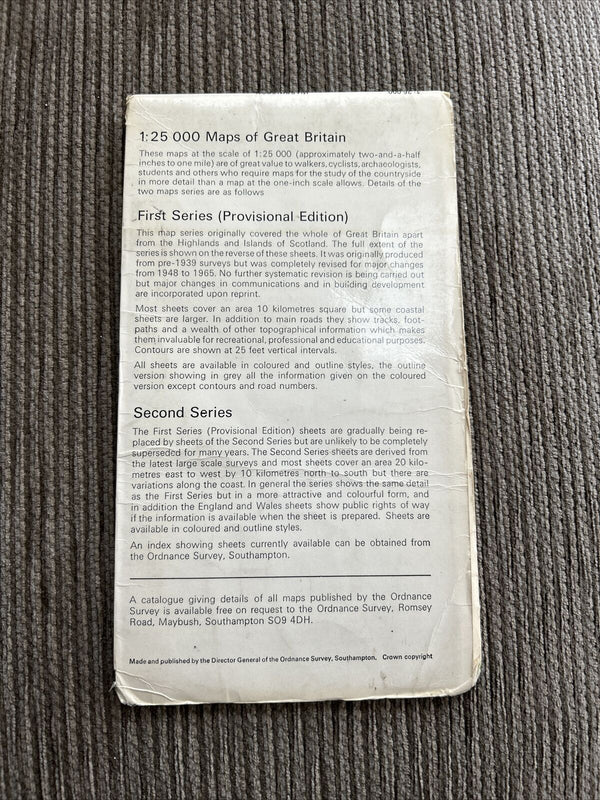 1:25 000 Maps of Great Britain
These maps at the scale of 1:25 000 (approximately two-and-a-half
inches to one mile) are of great value to walkers, cyclists, archaeologists,
students and others who require maps for the study of the countryside
in more detail than a map at the one-inch scale allows. Details of the
two maps series are as follows
First Series (Provisional Edition)
This map series originally covered the whole of Great Britain apart
from the Highlands and Islands of Scotland. The full extent of the
series is shown on the reverse of these sheets. It was originally produced
from pre-1939 surveys but was completely revised for major changes
from 1948 to 1965. No further systematic revision is being carried out
but major changes in communications and in building development
are incorporated upon reprint.
Most sheets cover an area 10 kilometres square but some coastal
sheets are larger. In addition to main roads they show tracks, foot-
paths and a wealth of other topographical information which makes
them invaluable for recreational, professional and educational purposes.
Contours are shown at 25 feet vertical intervals.
All sheets are available in coloured and outline styles, the outline
version showing in grey all the information given on the coloured
version except contours and road numbers.
Second Series
The First Series (Provisional Edition) sheets are gradually being re-
placed by sheets of the Second Series but are unlikely to be completely
superseded for many years. The Second Series sheets are derived from
the latest large scale surveys and most sheets cover an area 20 kilo-
metres east to west by 10 kilometres north to south but there are
variations along the coast. In general the series shows the same detail
as the First Series but in a more attractive and colourful form, and
in addition the England and Wales sheets show public rights of way
if the information is available when the sheet is prepared. Sheets are
available in coloured and outline styles.
An index showing sheets currently available can be obtained from
the Ordnance Survey, Southampton.
A catalogue giving details of all maps published by the Ordnance
Survey is available free on request to the Ordnance Survey, Romsey
Road, Maybush, Southampton SO9 4DH.
Made and published by the Director General of the Ordnance Survey, Southampton. Crown copyright